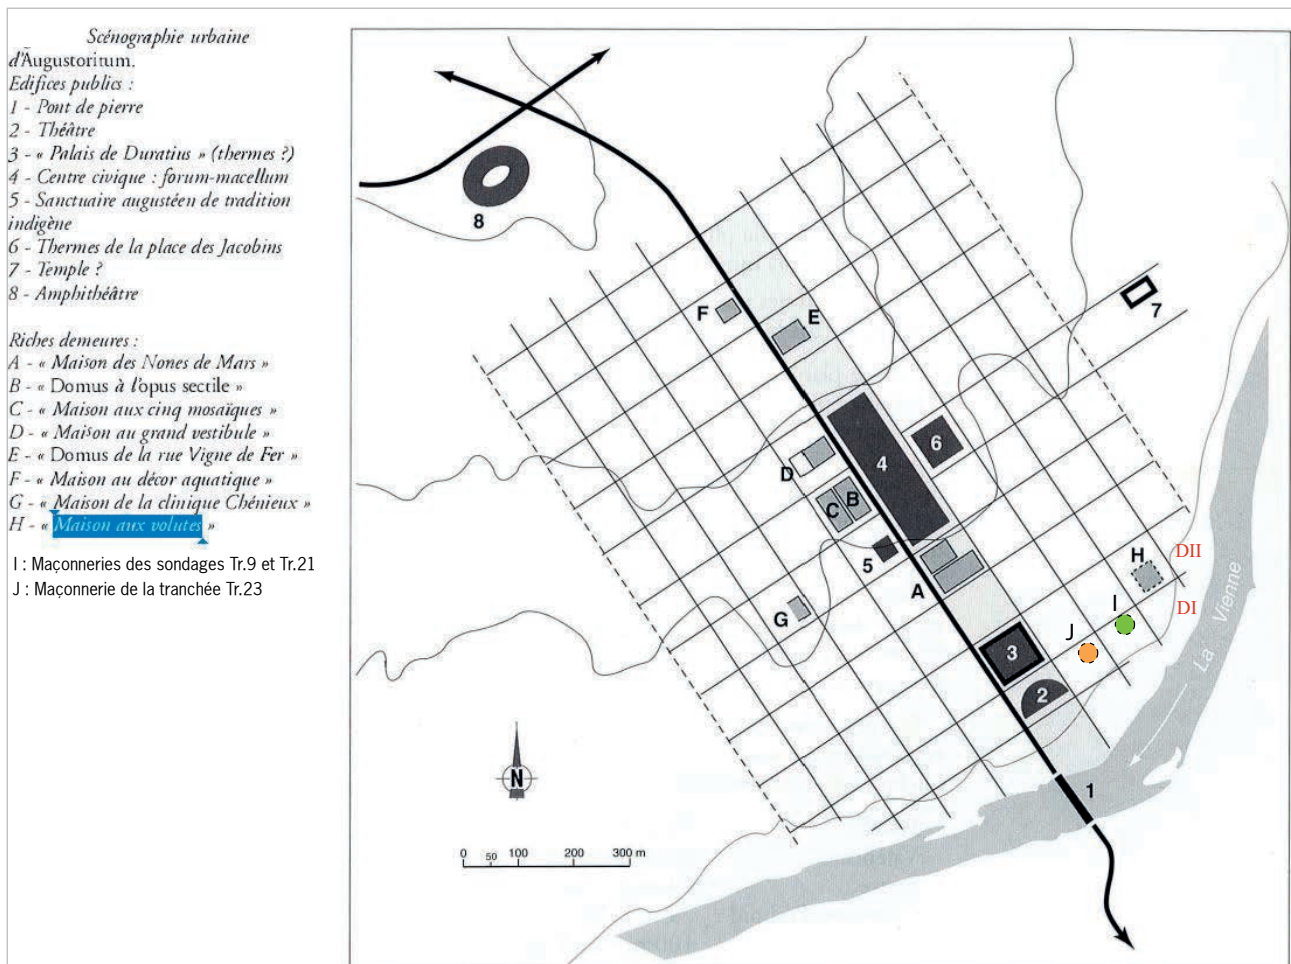 Scénographie urbaine
d'Augustoritum.
Edifices publics :
1 - Pont de pierre
2 - Théâtre
3 - « Palais de Duratius » (thermes ?)
4 - Centre civique : forum-macellum
5 - Sanctuaire augustéen de tradition
indigène
6 - Thermes de la place des Jacobins
7 - Temple ?
8 - Amphithéâtre
Riches demeures :
A - « Maison des Nones de Mars »
B - « Domus à l'opus sectile »
C - « Maison aux cinq mosaïques »
D - « Maison au grand vestibule »
E - « Domus de la rue Vigne de Fer »
F - « Maison au décor aquatique »
G - « Maison de la clinique Chénieux »
H - « Maison aux volutes »
I : Maçonneries des sondages Tr.9 et Tr.21
J : Maçonnerie de la tranchée Tr.23
8
7
F
E
6
4
D
B
C
5
A
H
DII
DI
I
J
G
3
2
1
La Vienne
N
0 50 100 200 300 m